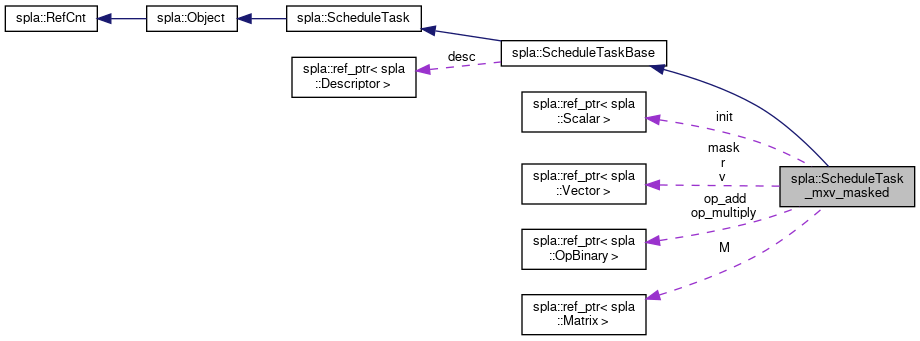 spla::RefCnt
spla::Object
spla::ScheduleTask
spla::ScheduleTaskBase
desc
spla::ref_ptr< spla
::Descriptor >
spla::ref_ptr< spla
::Scalar >
init
mask
r
v
spla::ref_ptr< spla
::Vector >
spla::ScheduleTask
_mxv_masked
op_add
op_multiply
spla::ref_ptr< spla
::OpBinary >
M
spla::ref_ptr< spla
::Matrix >